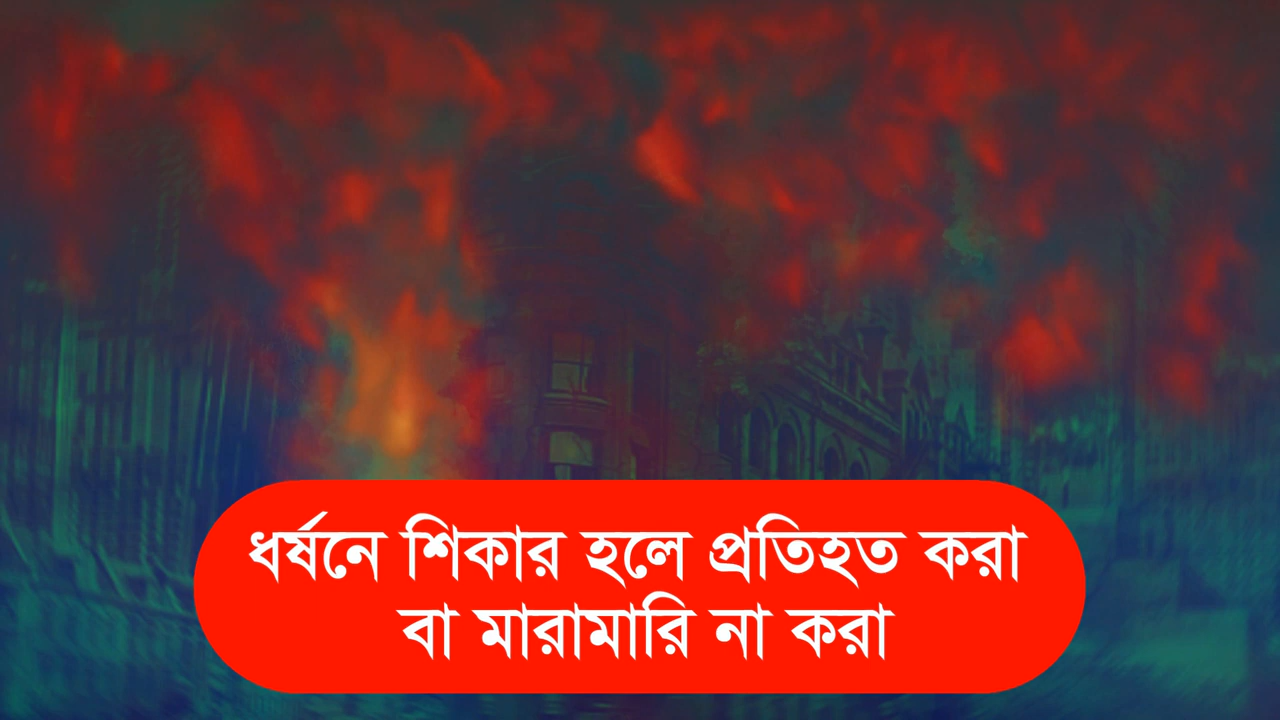 ধর্ষনে শিকার হলে প্রতিহত করা
বা মারামারি না করা